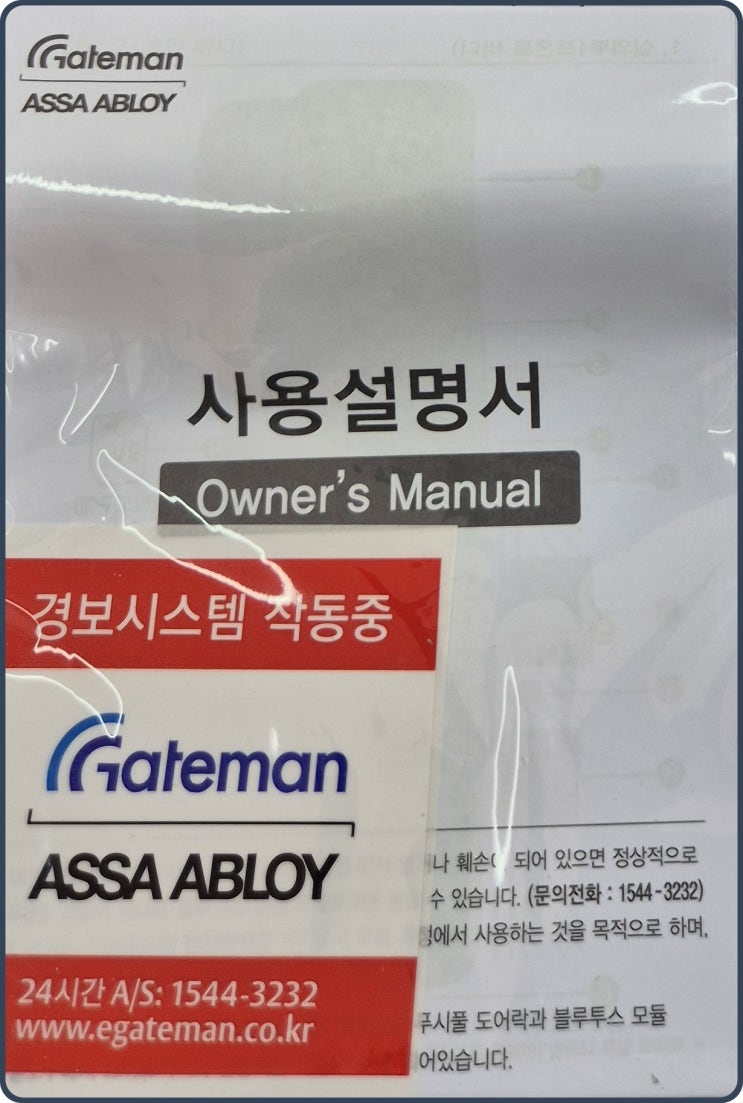 Gateman
ASSA ABLOY
사용설명서
Owner's Manual
경보시스템 작동중
Gateman
ASSA ABLOY
훼손이 되어 있으면 정상적으로
수 있습니다. (문의전화 : 1544-3232)
에서 사용하는 것을 목적으로 하며,
24시간 A/S: 1544-3232
www.egateman.co.kr
푸시풀 도어락과 블루투스 모듈
어있습니다.